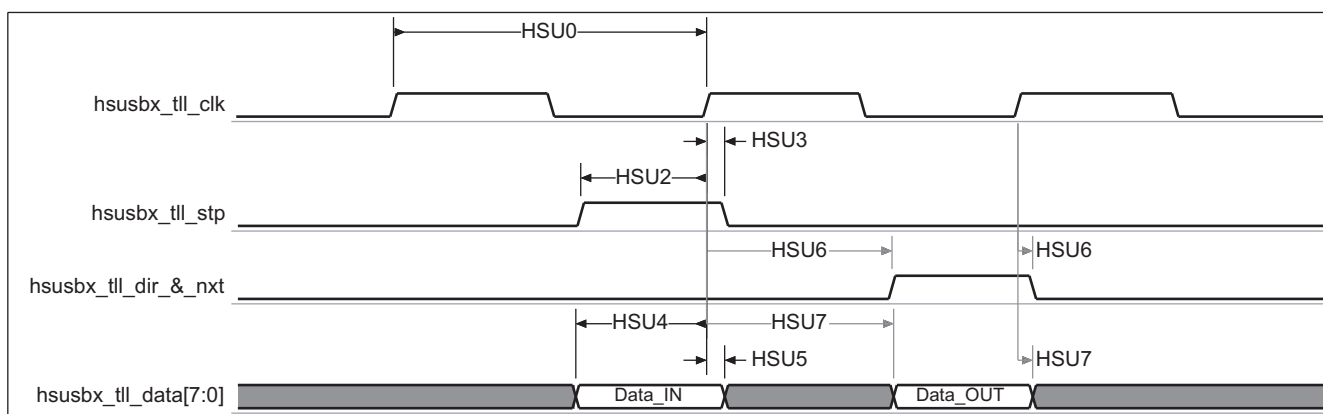 HSU0
hsusbx_tll_clk
HSU3
HSU2
hsusbx_tll_stp
HSU6
HSU6
hsusbx_tll_dir_&_nxt
HSU4
HSU7
HSU5
HSU7
hsusbx_tll_data[7:0]
Data_IN
Data_OUT